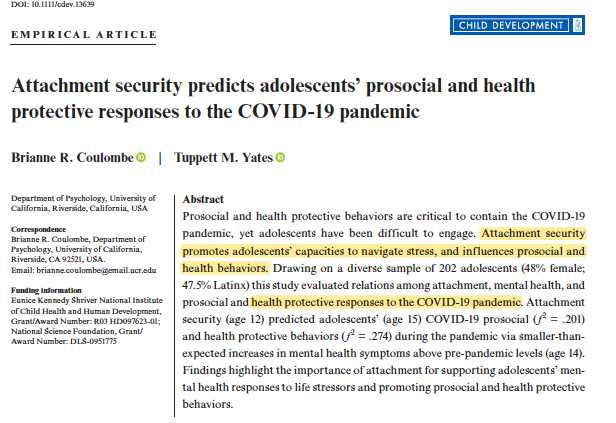 DOI: 10.1111/cdev.13639
EMPIRICAL ARTICLE
CHILD DEVELOPMENT
Attachment security predicts adolescents’ prosocial and health
protective responses to the COVID-19 pandemic
Brianne R. Coulombe | Tuppett M. Yates
Department of Psychology, University of
California, Riverside, California, USA
Correspondence
Brianne R. Coulombe, Department of
Psychology, University of California,
Riverside, CA 92521, USA.
Email: brianne.coulombe@email.ucr.edu
Funding information
Eunice Kennedy Shriver National Institute
of Child Health and Human Development,
Grant/Award Number: R03 HD097623-01;
National Science Foundation, Grant/
Award Number: DLS-0951775
Abstract
Prosocial and health protective behaviors are critical to contain the COVID-19
pandemic, yet adolescents have been difficult to engage. Attachment security
promotes adolescents’ capacities to navigate stress, and influences prosocial and
health behaviors. Drawing on a diverse sample of 202 adolescents (48% female;
47.5% Latinx) this study evaluated relations among attachment, mental health, and
prosocial and health protective responses to the COVID-19 pandemic. Attachment
security (age 12) predicted adolescents’ (age 15) COVID-19 prosocial (f² = .201)
and health protective behaviors (f² = .274) during the pandemic via smaller-than-
expected increases in mental health symptoms above pre-pandemic levels (age 14).
Findings highlight the importance of attachment for supporting adolescents’ men-
tal health responses to life stressors and promoting prosocial and health protective
behaviors.